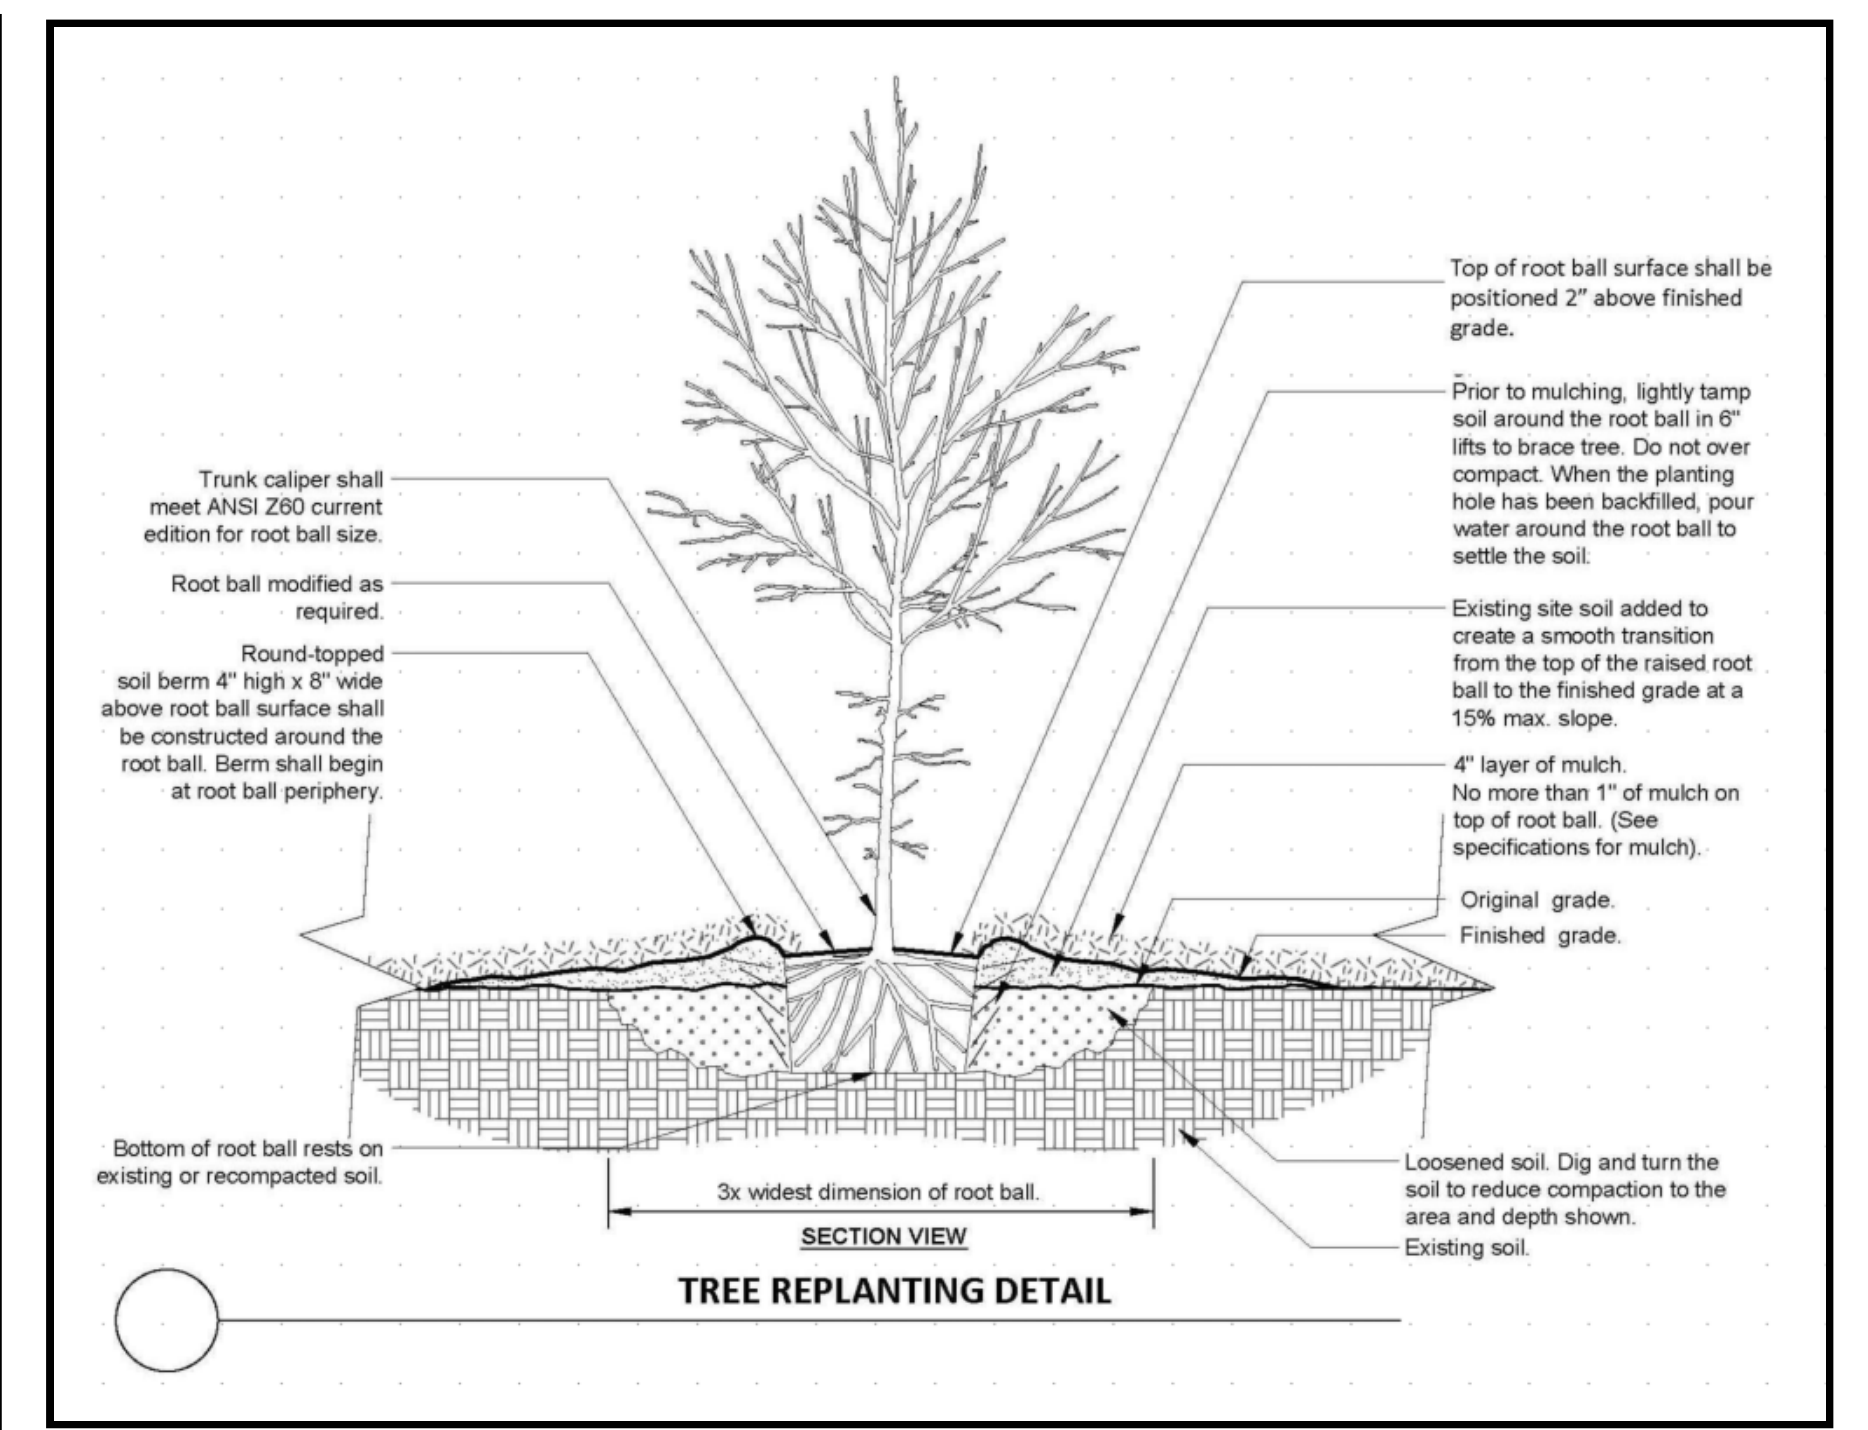 Top of root ball surface shall be
positioned 2” above finished
grade.
Prior to mulching, lightly tamp
soil around the root ball in 6"
lifts to brace tree. Do not over
compact. When the planting
hole has been backfilled, pour
water around the root ball to
settle the soil.
Existing site soil added to
create a smooth transition
from the top of the raised root
ball to the finished grade at a
15% max. slope.
4" layer of mulch.
No more than 1" of mulch on
top of root ball. (See
specifications for mulch).
Original grade.
Finished grade.
Trunk caliper shall
meet ANSI Z60 current
edition for root ball size.
Root ball modified as
required.
Round-topped
soil berm 4" high x 8" wide
above root ball surface shall
be constructed around the
root ball. Berm shall begin
at root ball periphery.
Bottom of root ball rests on
existing or recompacted soil.
Loosened soil. Dig and turn the
soil to reduce compaction to the
area and depth shown.
Existing soil.
3x widest dimension of root ball.
SECTION VIEW
TREE REPLANTING DETAIL